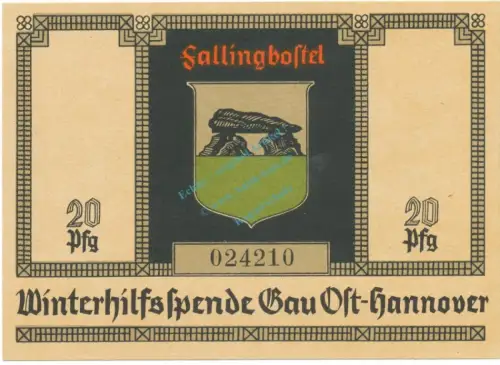 Fallingbostel
20
Pfg
20
Pfg
024210
Winterhilfsspende Gau Ost-Hannover